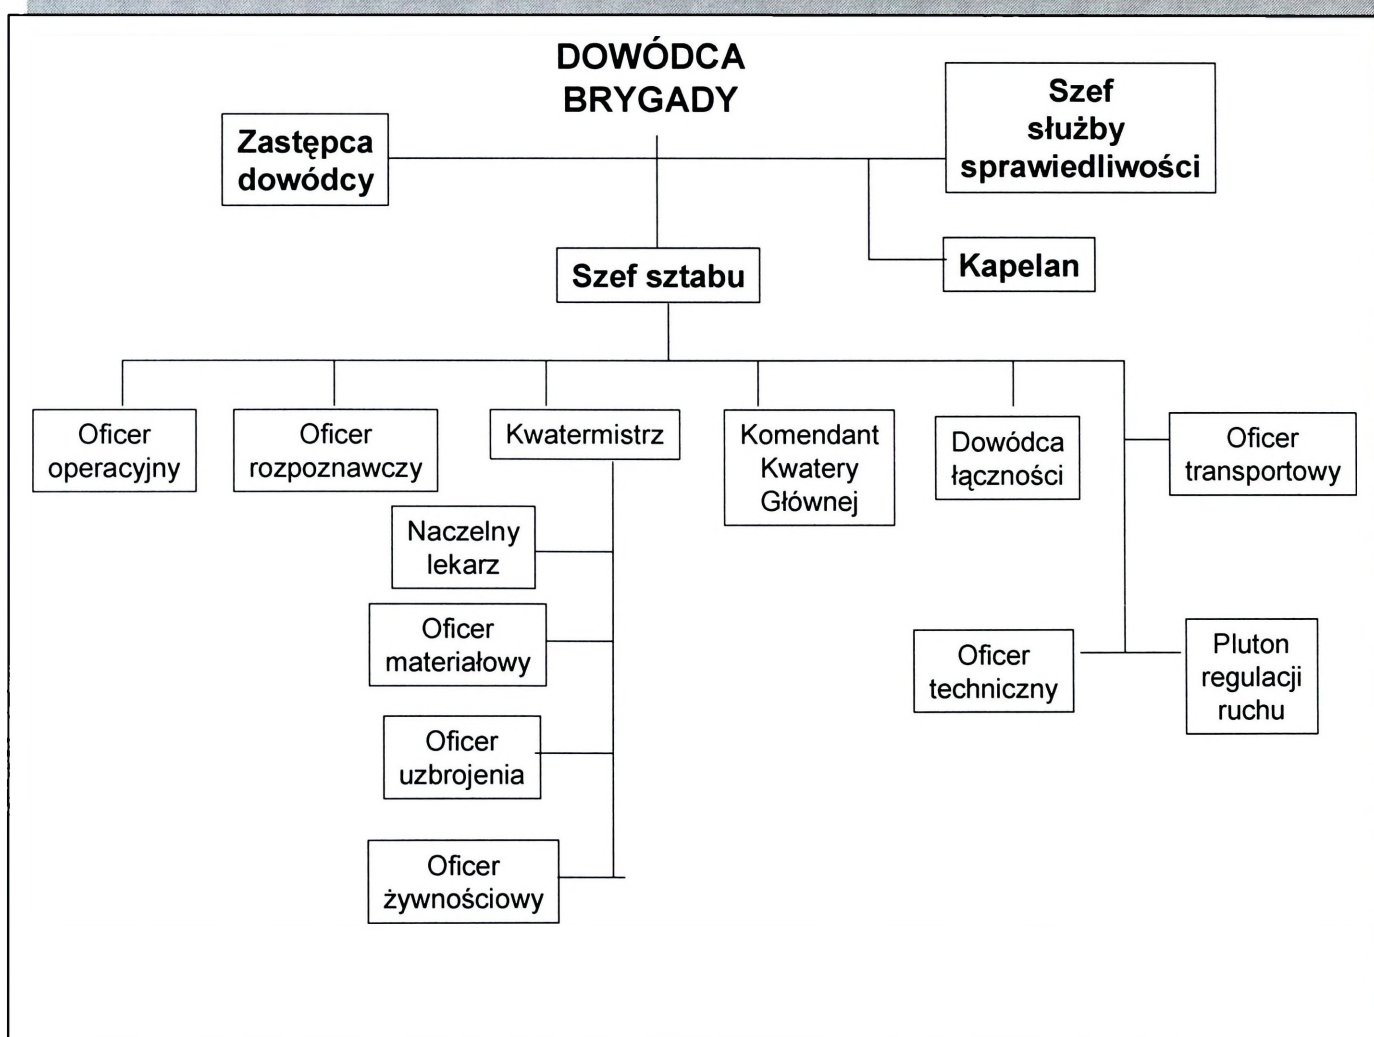 DOWÓDCA
BRYGADY
Zastępca
dowódcy
Szef
służby
sprawiedliwości
Szef sztabu
Kapelan
Oficer
operacyjny
Oficer
rozpoznawczy
Kwatermistrz
Komendant
Kwatery
Głównej
Dowódca
łączności
Oficer
transportowy
Naczelny
lekarz
Oficer
materiałowy
Oficer
uzbrojenia
Oficer
żywnościowy
Oficer
techniczny
Pluton
regulacji
ruchu